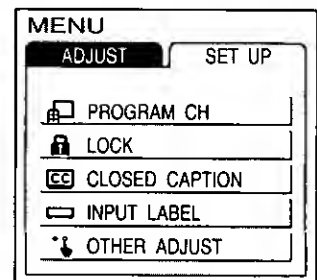 MENU
ADJUST SET UP
PROGRAM CH
LOCK
CC CLOSED CAPTION
INPUT LABEL
OTHER ADJUST